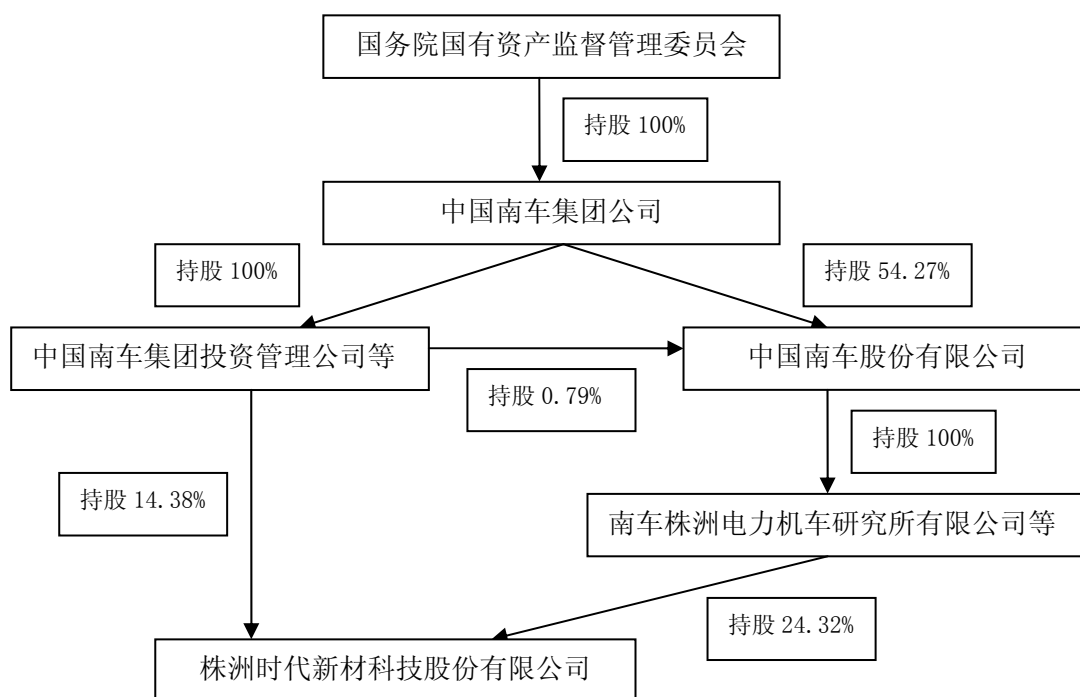 国务院国有资产监督管理委员会
持股 100%
中国南车集团公司
持股 100%
持股 54.27%
中国南车集团投资管理公司等
中国南车股份有限公司
持股 0.79%
持股 100%
持股 14.38%
南车株洲电力机车研究所有限公司等
持股 24.32%
株洲时代新材科技股份有限公司